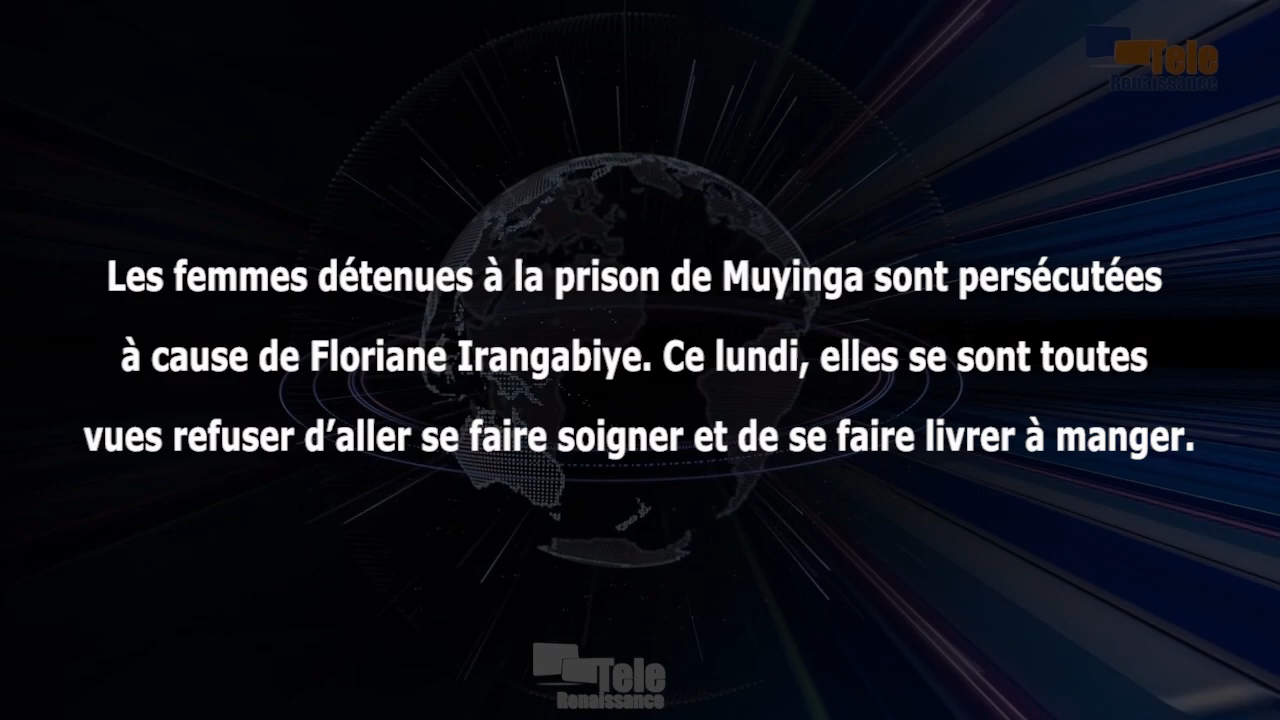 Tele
Renaissance
Les femmes détenues à la prison de Muyinga sont persécutées
à cause de Floriane Irangabiye. Ce lundi, elles se sont toutes
vues refuser d’aller se faire soigner et de se faire livrer à manger.
Tele
Renaissance